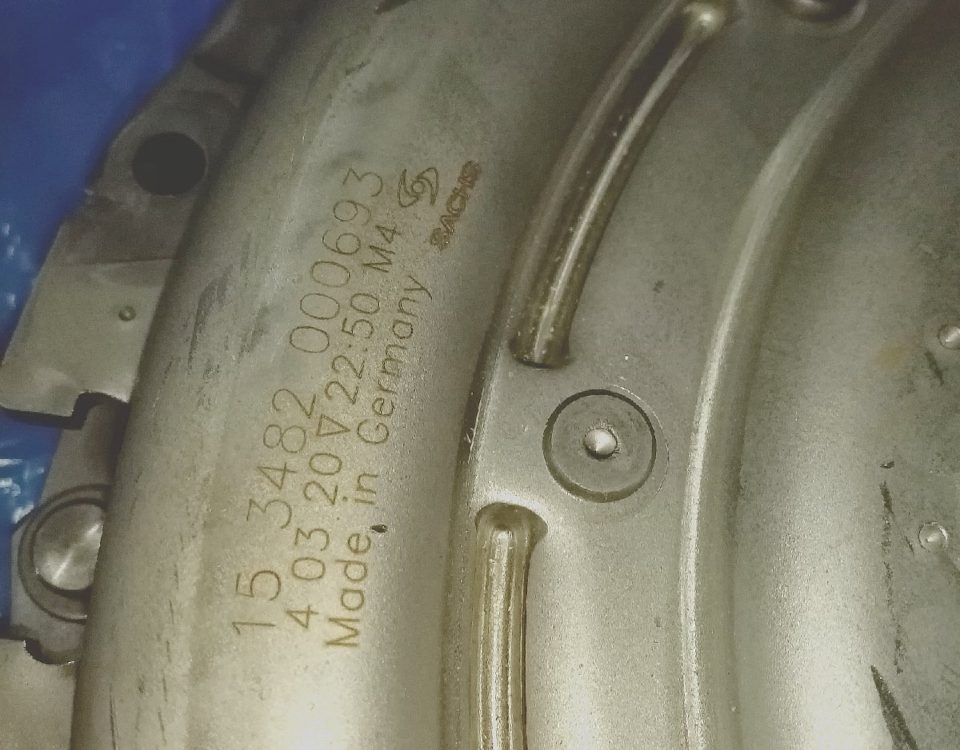 15 3482 000693
4 03 20∇22:50 M4
Made in Germany
SACHS